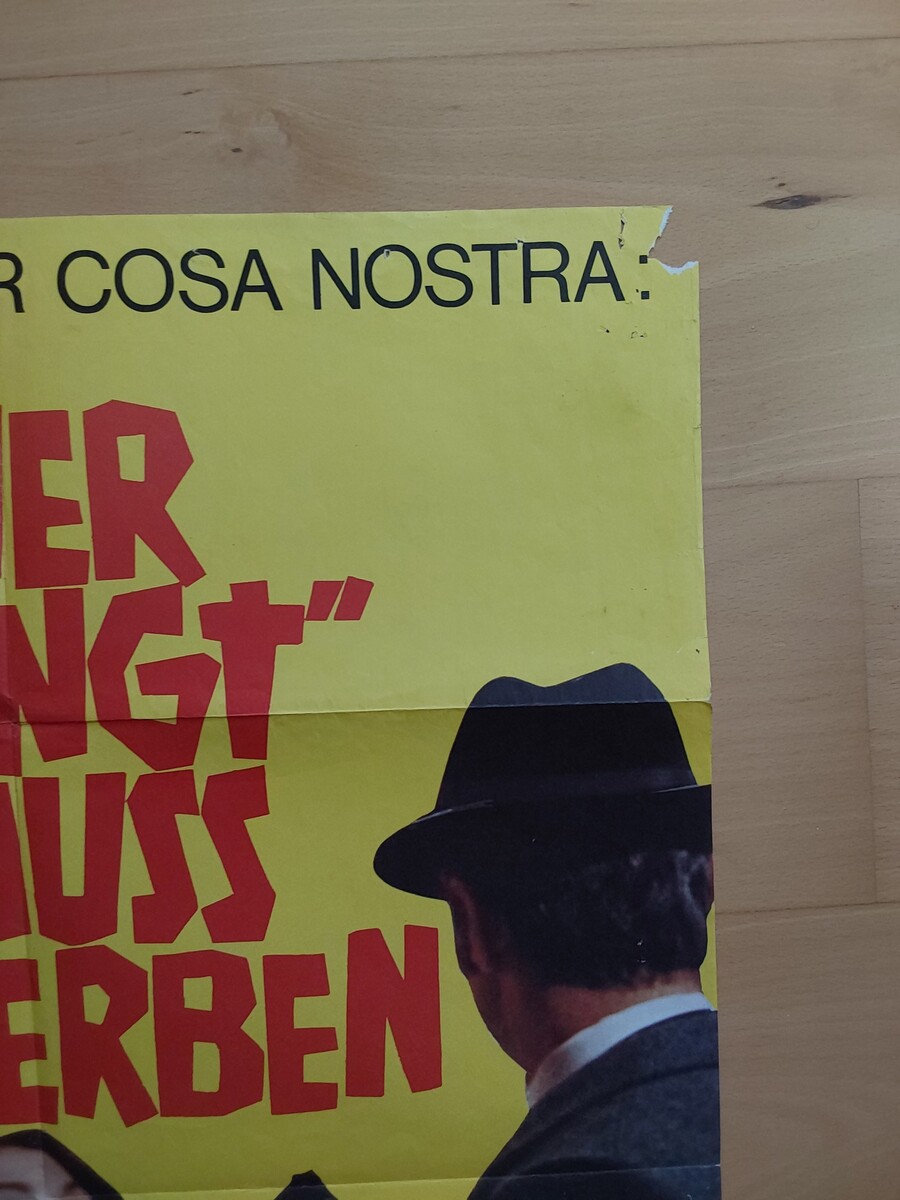 R COSA NOSTRA:
ER
NGT"
USS
ERBEN